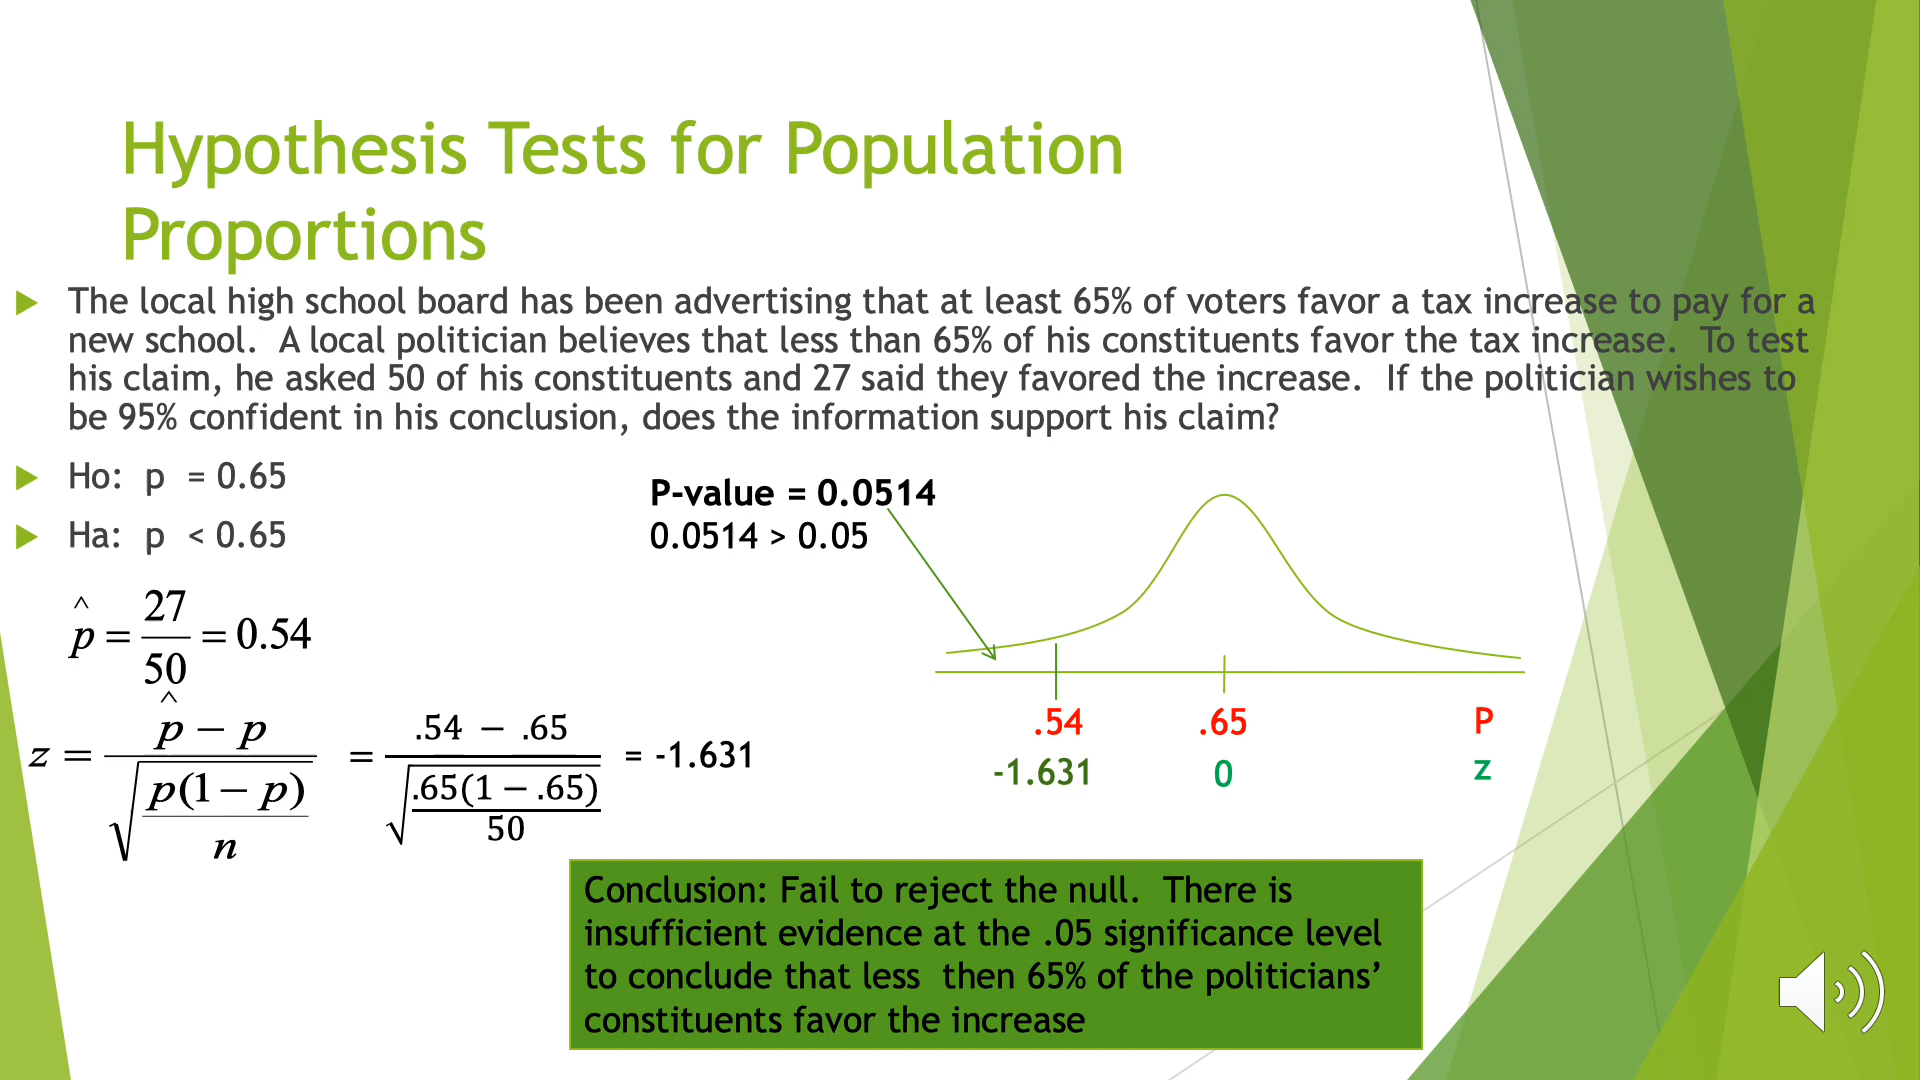 Hypothesis Tests for Population
Proportions
The local high school board has been advertising that at least 65% of voters favor a tax increase to pay for a
new school.  A local politician believes that less than 65% of his constituents favor the tax increase.  To test
his claim, he asked 50 of his constituents and 27 said they favored the increase.  If the politician wishes to
be 95% confident in his conclusion, does the information support his claim?
Ho:  p  = 0.65
Ha:  p  < 0.65
P-value = 0.0514
0.0514 > 0.05
^
p = 27/50 = 0.54
z = (p̂ − p) / √(p(1 − p)/n) = (.54 − .65) / √(.65(1 − .65)/50) = -1.631
.54 .65 P
-1.631 0 z
Conclusion: Fail to reject the null.  There is
insufficient evidence at the .05 significance level
to conclude that less  then 65% of the politicians’
constituents favor the increase